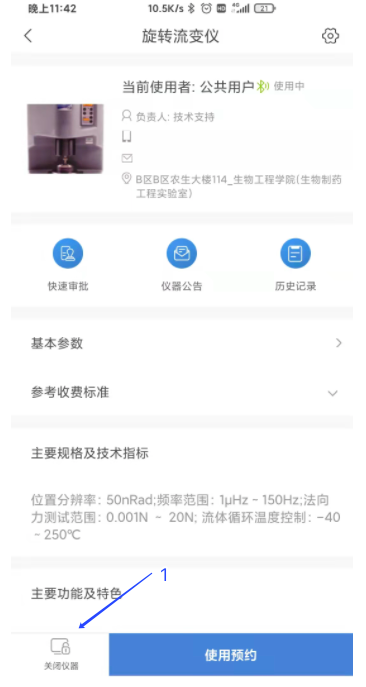 晚上11:42
10.5K/s
4G
21
旋转流变仪
当前使用者: 公共用户 使用中
负责人: 技术支持
B区B区农生大楼114_生物工程学院(生物制药
工程实验室)
快速审批
仪器公告
历史记录
基本参数
参考收费标准
主要规格及技术指标
位置分辨率: 50nRad;频率范围: 1μHz - 150Hz;法向
力测试范围: 0.001N - 20N; 流体循环温度控制: -40
- 250℃
主要功能及特色
1
关闭仪器
使用预约